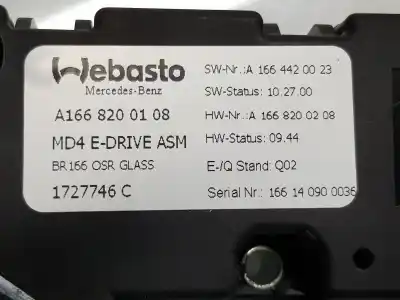 Webasto
Mercedes-Benz
A166 820 01 08
MD4 E-DRIVE ASM
BR166 OSR GLASS
1727746 C
SW-Nr.:A 166 442 00 23
SW-Status: 10.27.00
HW-Nr.:A 166 820 02 08
HW-Status: 09.44
E-/Q Stand: Q02
Serial Nr.: 166 14 090 0036